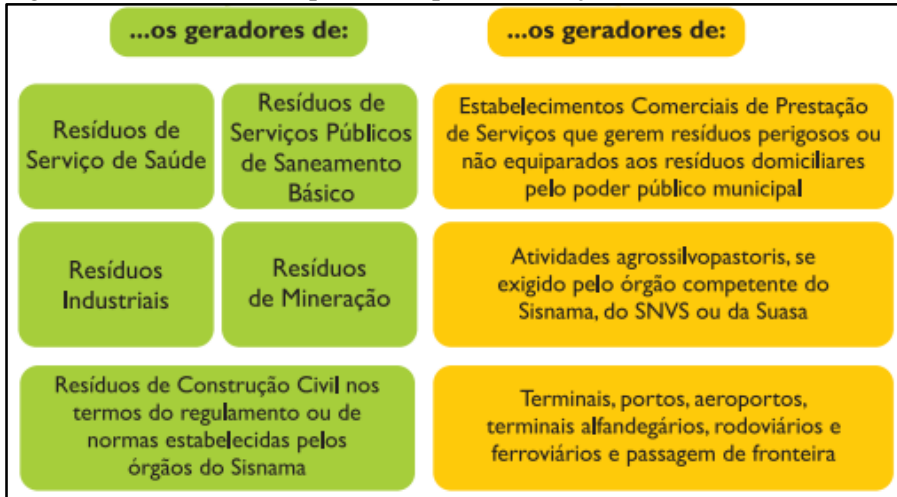 ...os geradores de:
...os geradores de:
Resíduos de
Serviço de Saúde
Resíduos de
Serviços Públicos
de Saneamento
Básico
Estabelecimentos Comerciais de Prestação
de Serviços que gerem resíduos perigosos ou
não equiparados aos resíduos domiciliares
pelo poder público municipal
Resíduos
Industriais
Resíduos
de Mineração
Atividades agrossilvopastoris, se
exigido pelo órgão competente do
Sisnama, do SNVS ou da Suasa
Resíduos de Construção Civil nos
termos do regulamento ou de
normas estabelecidas pelos
órgãos do Sisnama
Terminais, portos, aeroportos,
terminais alfandegários, rodoviários e
ferroviários e passagem de fronteira